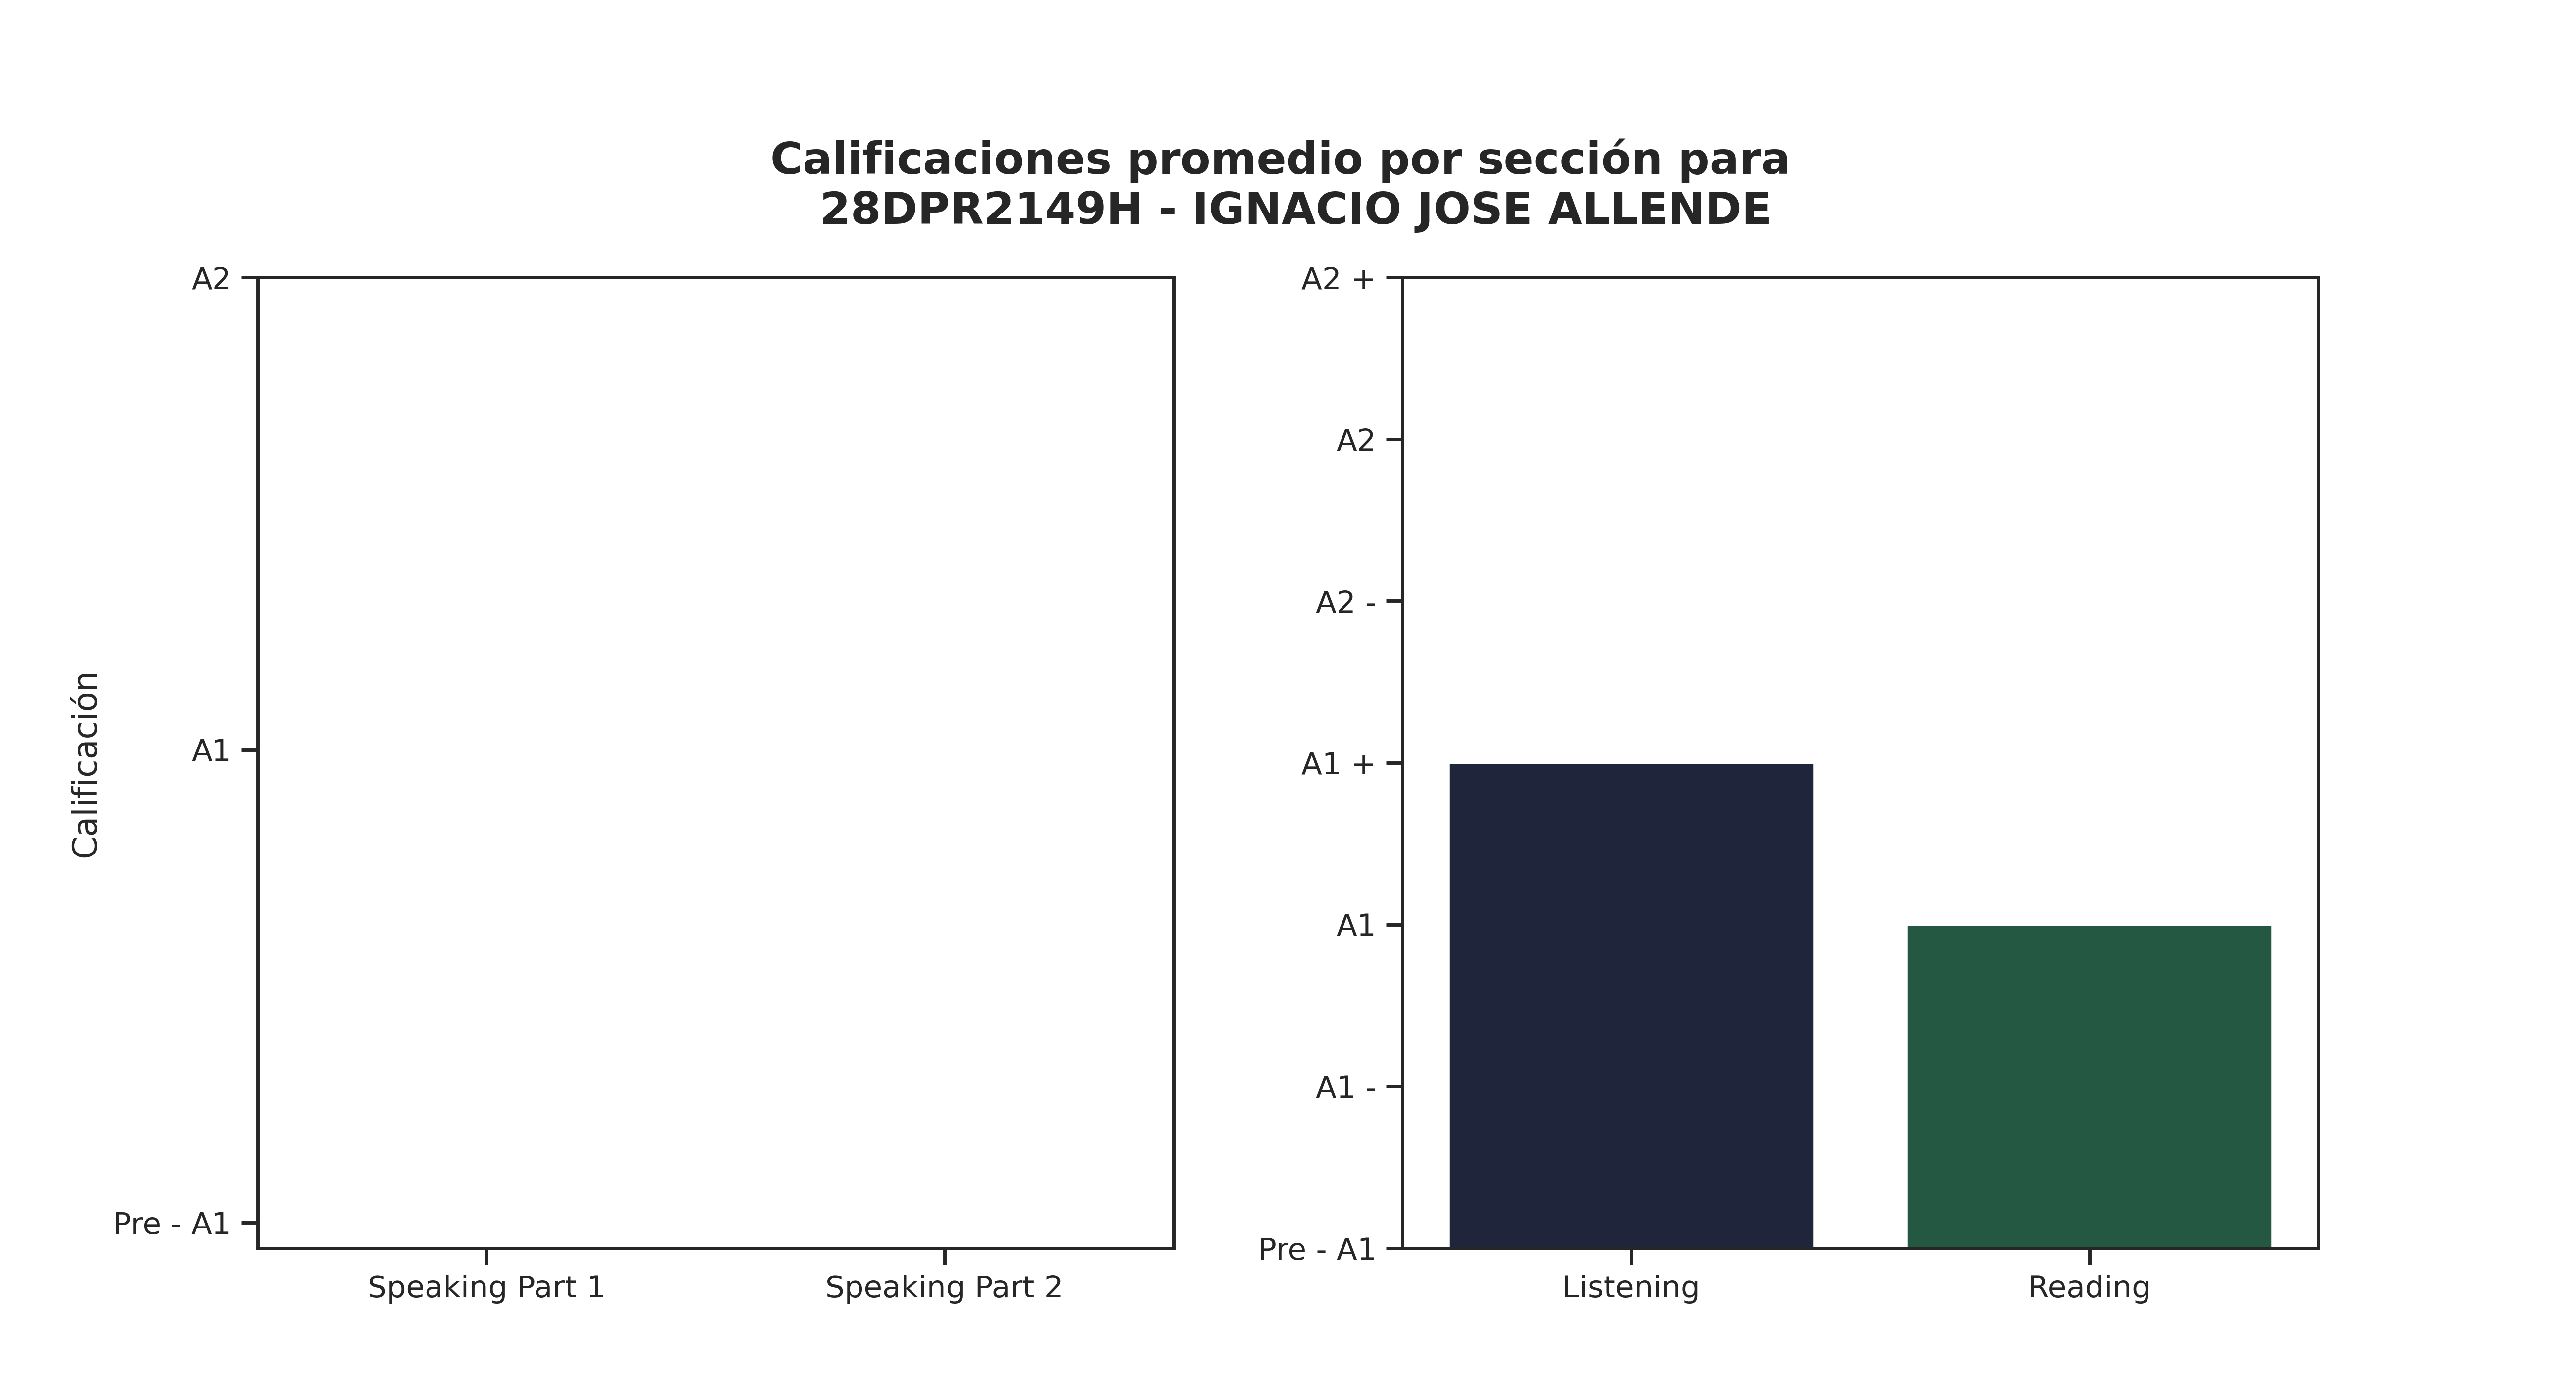 Calificaciones promedio por sección para
28DPR2149H - IGNACIO JOSE ALLENDE
Calificación
A2
A1
Pre - A1
Speaking Part 1
Speaking Part 2
A2 +
A2
A2 -
A1 +
A1
A1 -
Pre - A1
Listening
Reading